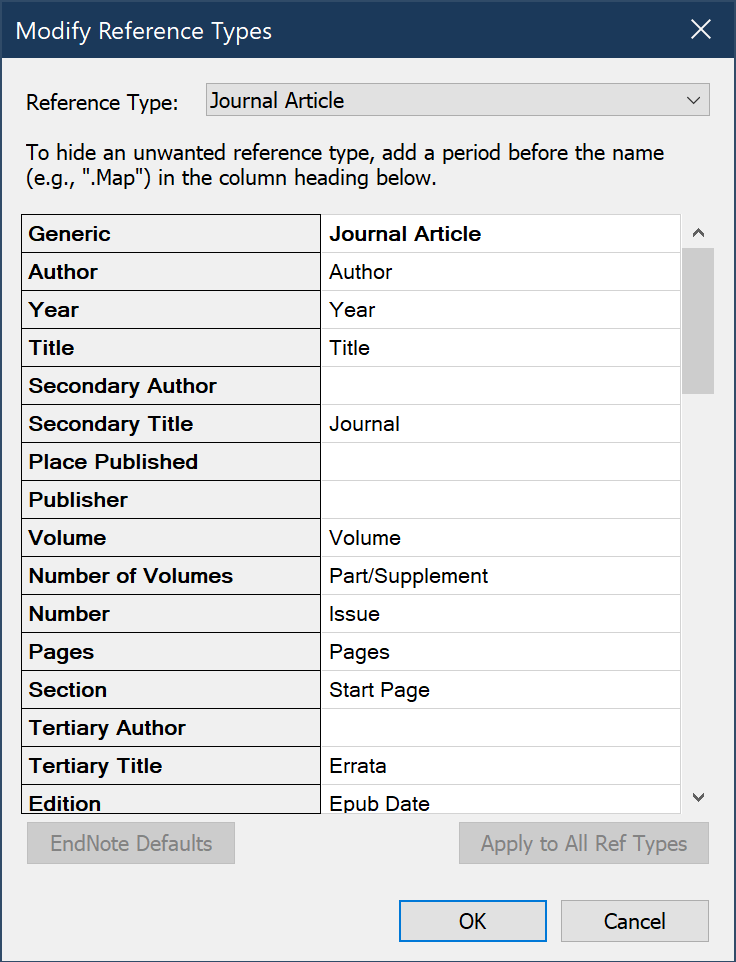 Modify Reference Types
Reference Type: Journal Article
To hide an unwanted reference type, add a period before the name
(e.g., ".Map") in the column heading below.
Generic Journal Article
Author Author
Year Year
Title Title
Secondary Author
Secondary Title Journal
Place Published
Publisher
Volume Volume
Number of Volumes Part/Supplement
Number Issue
Pages Pages
Section Start Page
Tertiary Author
Tertiary Title Errata
Edition Epub Date
EndNote Defaults Apply to All Ref Types
OK Cancel